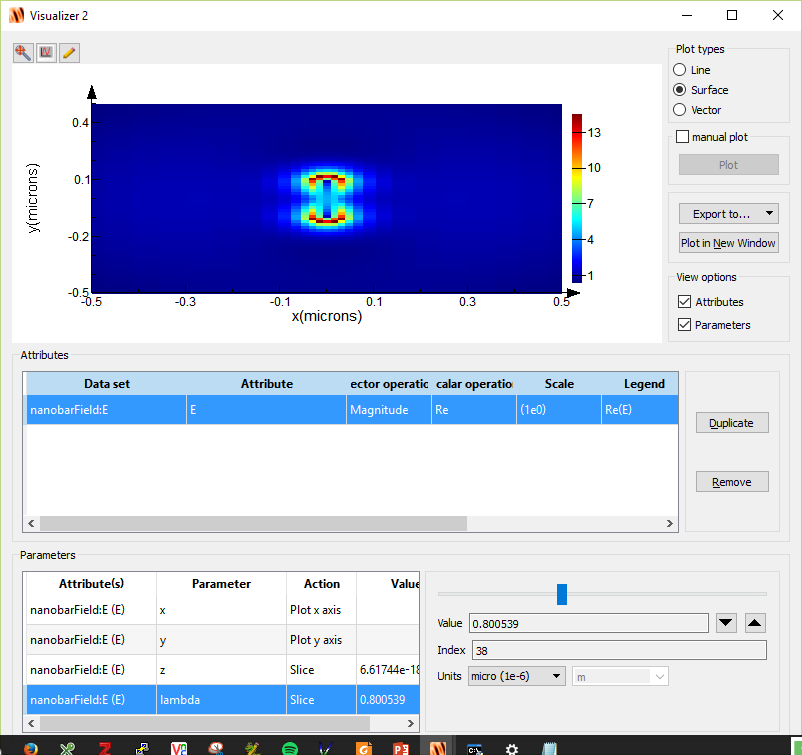 Visualizer 2
Plot types
Line
Surface
Vector
manual plot
Plot
Export to...
Plot in New Window
View options
Attributes
Parameters
0.4
0.1
-0.2
-0.5
y(microns)
-0.5
-0.3
-0.1
0.1
0.3
0.5
x(microns)
13
10
7
4
1
Attributes
Data set Attribute ector operatic calar operation Scale Legend
nanobarField:E E Magnitude Re (1e0) Re(E)
Duplicate
Remove
Parameters
Attribute(s) Parameter Action Value
nanobarField:E (E) x Plot x axis
nanobarField:E (E) y Plot y axis
nanobarField:E (E) z Slice 6.61744e-18
nanobarField:E (E) lambda Slice 0.800539
Value 0.800539
Index 38
Units micro (1e-6) m